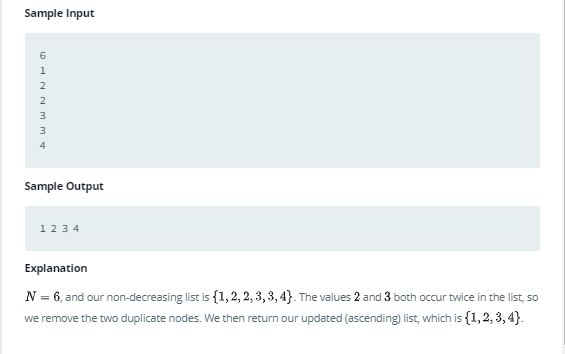 Sample Input
6
1
2
2
3
3
4
Sample Output
1 2 3 4
Explanation
N = 6, and our non-decreasing list is {1, 2, 2, 3, 3, 4}. The values 2 and 3 both occur twice in the list, so
we remove the two duplicate nodes. We then return our updated (ascending) list, which is {1, 2, 3, 4}.